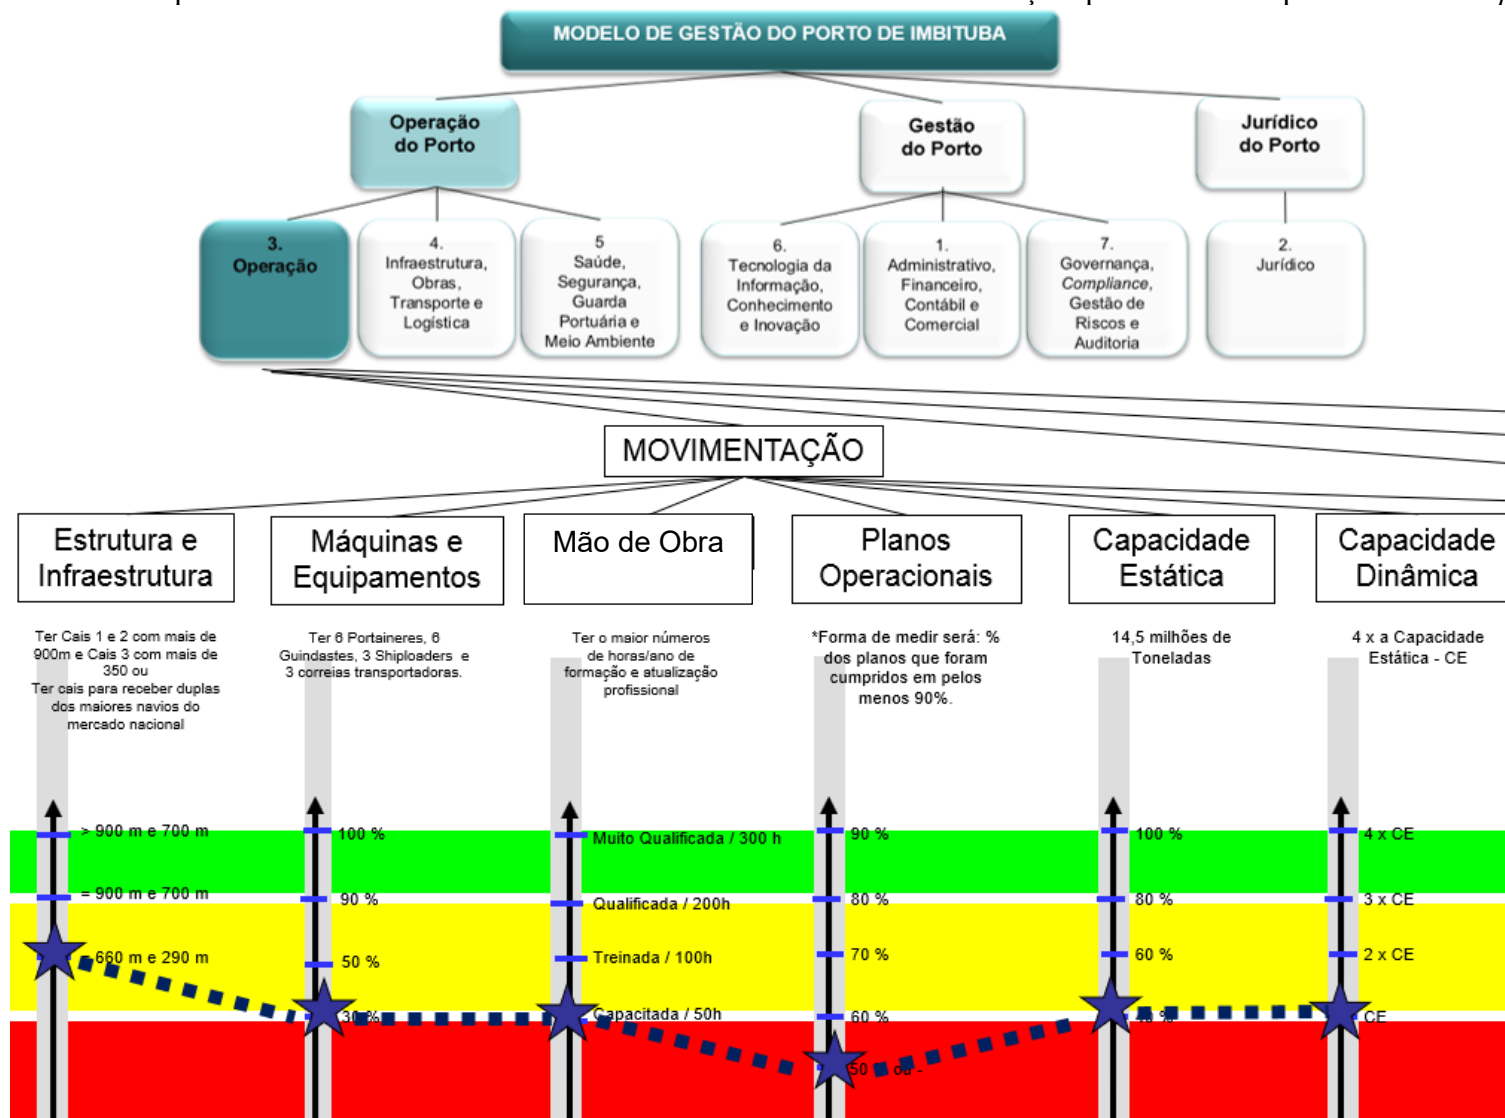 MODELO DE GESTÃO DO PORTO DE IMBITUBA
Operação
do Porto
Gestão
do Porto
Jurídico
do Porto
3.
Operação
4.
Infraestrutura,
Obras,
Transporte e
Logística
5
Saúde,
Segurança,
Guarda
Portuária e
Meio Ambiente
6.
Tecnologia da
Informação,
Conhecimento
e Inovação
1.
Administrativo,
Financeiro,
Contábil e
Comercial
7.
Governança,
Compliance,
Gestão de
Riscos e
Auditoria
2.
Jurídico
MOVIMENTAÇÃO
Estrutura e
Infraestrutura
Máquinas e
Equipamentos
Mão de Obra
Planos
Operacionais
Capacidade
Estática
Capacidade
Dinâmica
Ter Cais 1 e 2 com mais de
900m e Cais 3 com mais de
350 ou
Ter cais para receber duplas
dos maiores navios do
mercado nacional
Ter 6 Portaineres, 6
Guindastes, 3 Shiploaders e
3 correias transportadoras.
Ter o maior números
de horas/ano de
formação e atualização
profissional
*Forma de medir será: %
dos planos que foram
cumpridos em pelos
menos 90%.
14,5 milhões de
Toneladas
4 x a Capacidade
Estática - CE
> 900 m e 700 m
= 900 m e 700 m
660 m e 290 m
100 %
90 %
50 %
30 %
Muito Qualificada / 300 h
Qualificada / 200h
Treinada / 100h
Capacitada / 50h
90 %
80 %
70 %
60 %
50 % ou -
100 %
80 %
60 %
4 x CE
3 x CE
2 x CE
CE